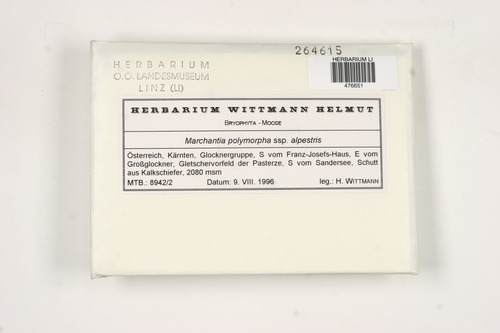 264615
HERBARIUM
O.Ö. LANDESMUSEUM
LINZ (LI)
HERBARIUM LI
476651
HERBARIUM WITTMANN HELMUT
BRYOPHYTA - MOOSE
Marchantia polymorpha ssp. alpestris
Österreich, Kärnten, Glocknergruppe, S vom Franz-Josefs-Haus, E vom
Großglockner, Gletschervorfeld der Pasterze, S vom Sandersee, Schutt
aus Kalkschiefer, 2080 msm
MTB.: 8942/2 Datum: 9. VIII. 1996 leg.: H. WITTMANN